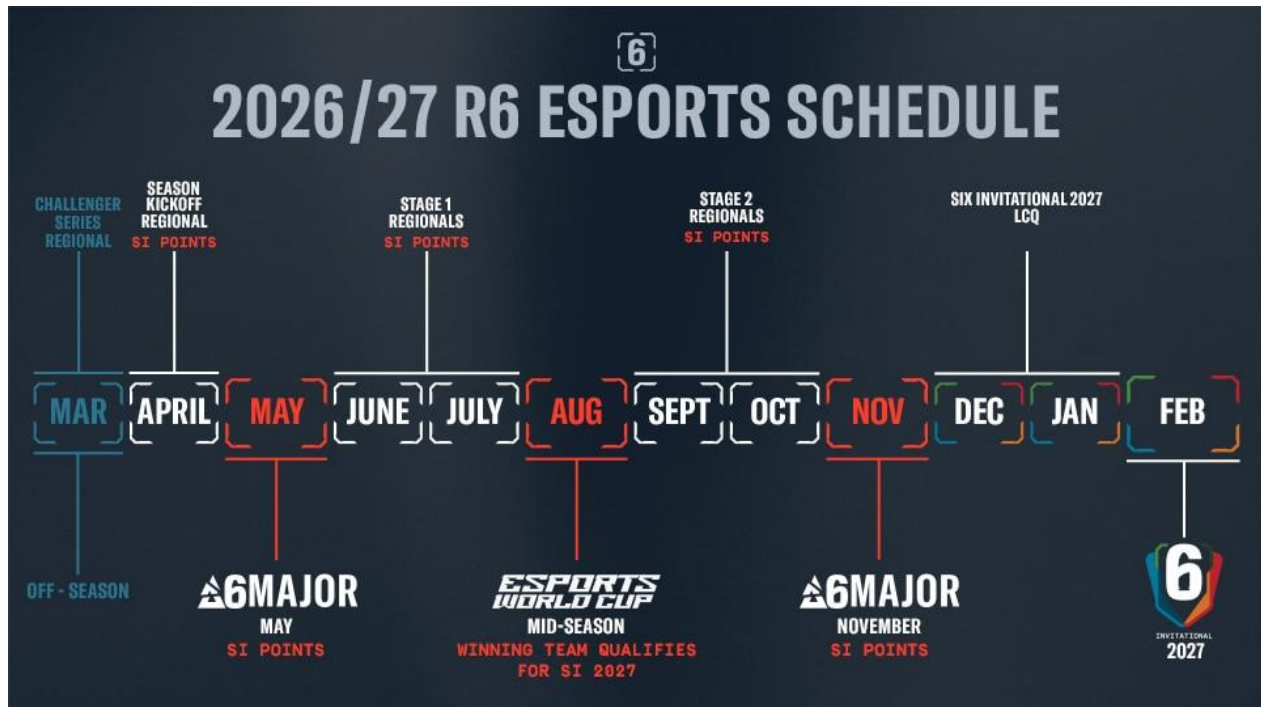 6
2026/27 R6 ESPORTS SCHEDULE
CHALLENGER
SERIES
REGIONAL
SEASON
KICKOFF
REGIONAL
SI POINTS
STAGE 1
REGIONALS
SI POINTS
STAGE 2
REGIONALS
SI POINTS
SIX INVITATIONAL 2027
LCQ
MAR
APRIL
MAY
JUNE
JULY
AUG
SEPT
OCT
NOV
DEC
JAN
FEB
OFF - SEASON
6MAJOR
MAY
SI POINTS
ESPORTS
WORLD CUP
MID-SEASON
WINNING TEAM QUALIFIES
FOR SI 2027
6MAJOR
NOVEMBER
SI POINTS
6
INVITATIONAL
2027